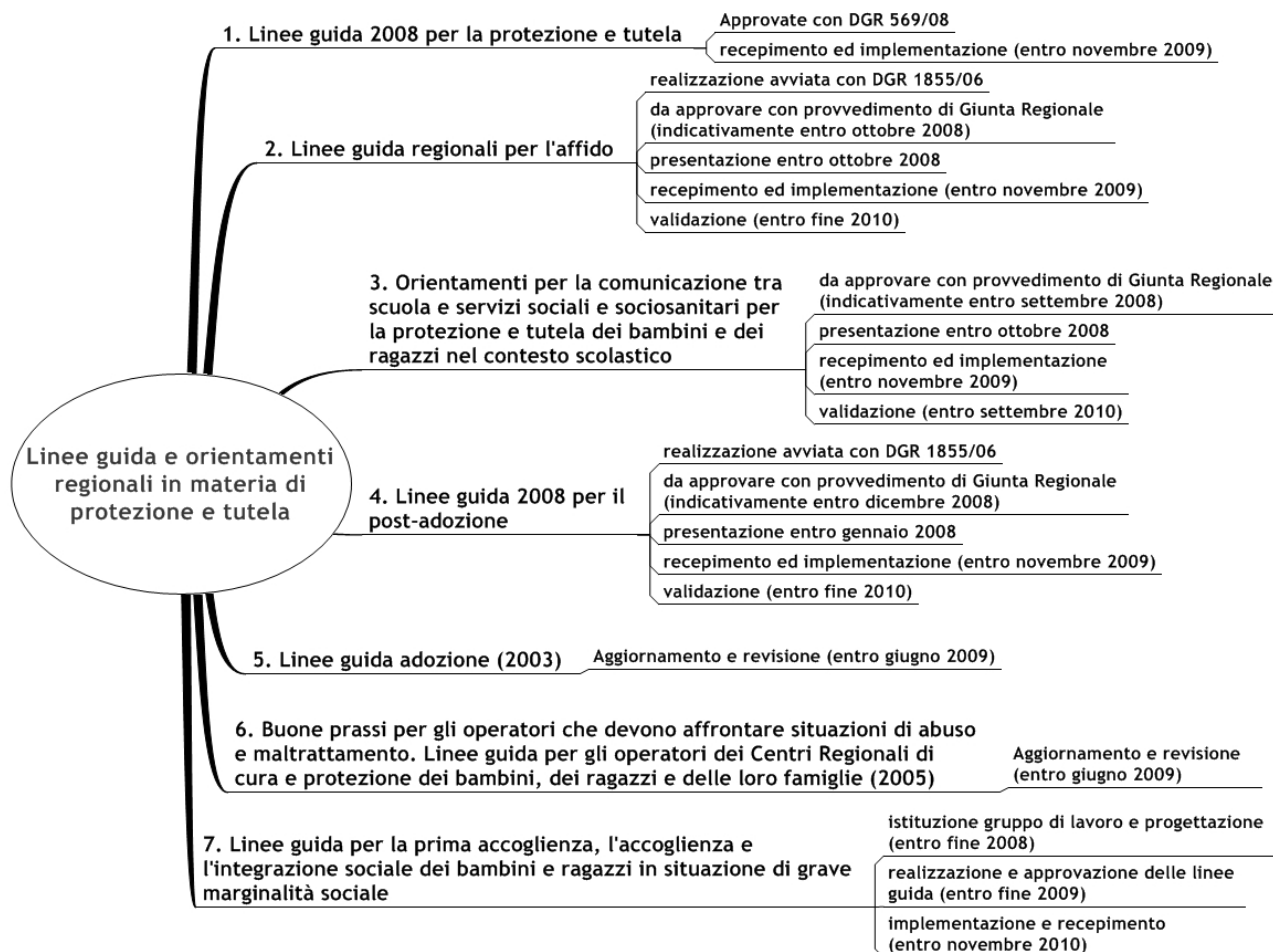 Linee guida e orientamenti
regionali in materia di
protezione e tutela
1. Linee guida 2008 per la protezione e tutela
Approvate con DGR 569/08
recepimento ed implementazione (entro novembre 2009)
2. Linee guida regionali per l'affido
realizzazione avviata con DGR 1855/06
da approvare con provvedimento di Giunta Regionale
(indicativamente entro ottobre 2008)
presentazione entro ottobre 2008
recepimento ed implementazione (entro novembre 2009)
validazione (entro fine 2010)
3. Orientamenti per la comunicazione tra
scuola e servizi sociali e sociosanitari per
la protezione e tutela dei bambini e dei
ragazzi nel contesto scolastico
da approvare con provvedimento di Giunta Regionale
(indicativamente entro settembre 2008)
presentazione entro ottobre 2008
recepimento ed implementazione
(entro novembre 2009)
validazione (entro settembre 2010)
4. Linee guida 2008 per il
post-adozione
realizzazione avviata con DGR 1855/06
da approvare con provvedimento di Giunta Regionale
(indicativamente entro dicembre 2008)
presentazione entro gennaio 2008
recepimento ed implementazione (entro novembre 2009)
validazione (entro fine 2010)
5. Linee guida adozione (2003)
Aggiornamento e revisione (entro giugno 2009)
6. Buone prassi per gli operatori che devono affrontare situazioni di abuso
e maltrattamento. Linee guida per gli operatori dei Centri Regionali di
cura e protezione dei bambini, dei ragazzi e delle loro famiglie (2005)
Aggiornamento e revisione
(entro giugno 2009)
7. Linee guida per la prima accoglienza, l'accoglienza e
l'integrazione sociale dei bambini e ragazzi in situazione di grave
marginalità sociale
istituzione gruppo di lavoro e progettazione
(entro fine 2008)
realizzazione e approvazione delle linee
guida (entro fine 2009)
implementazione e recepimento
(entro novembre 2010)